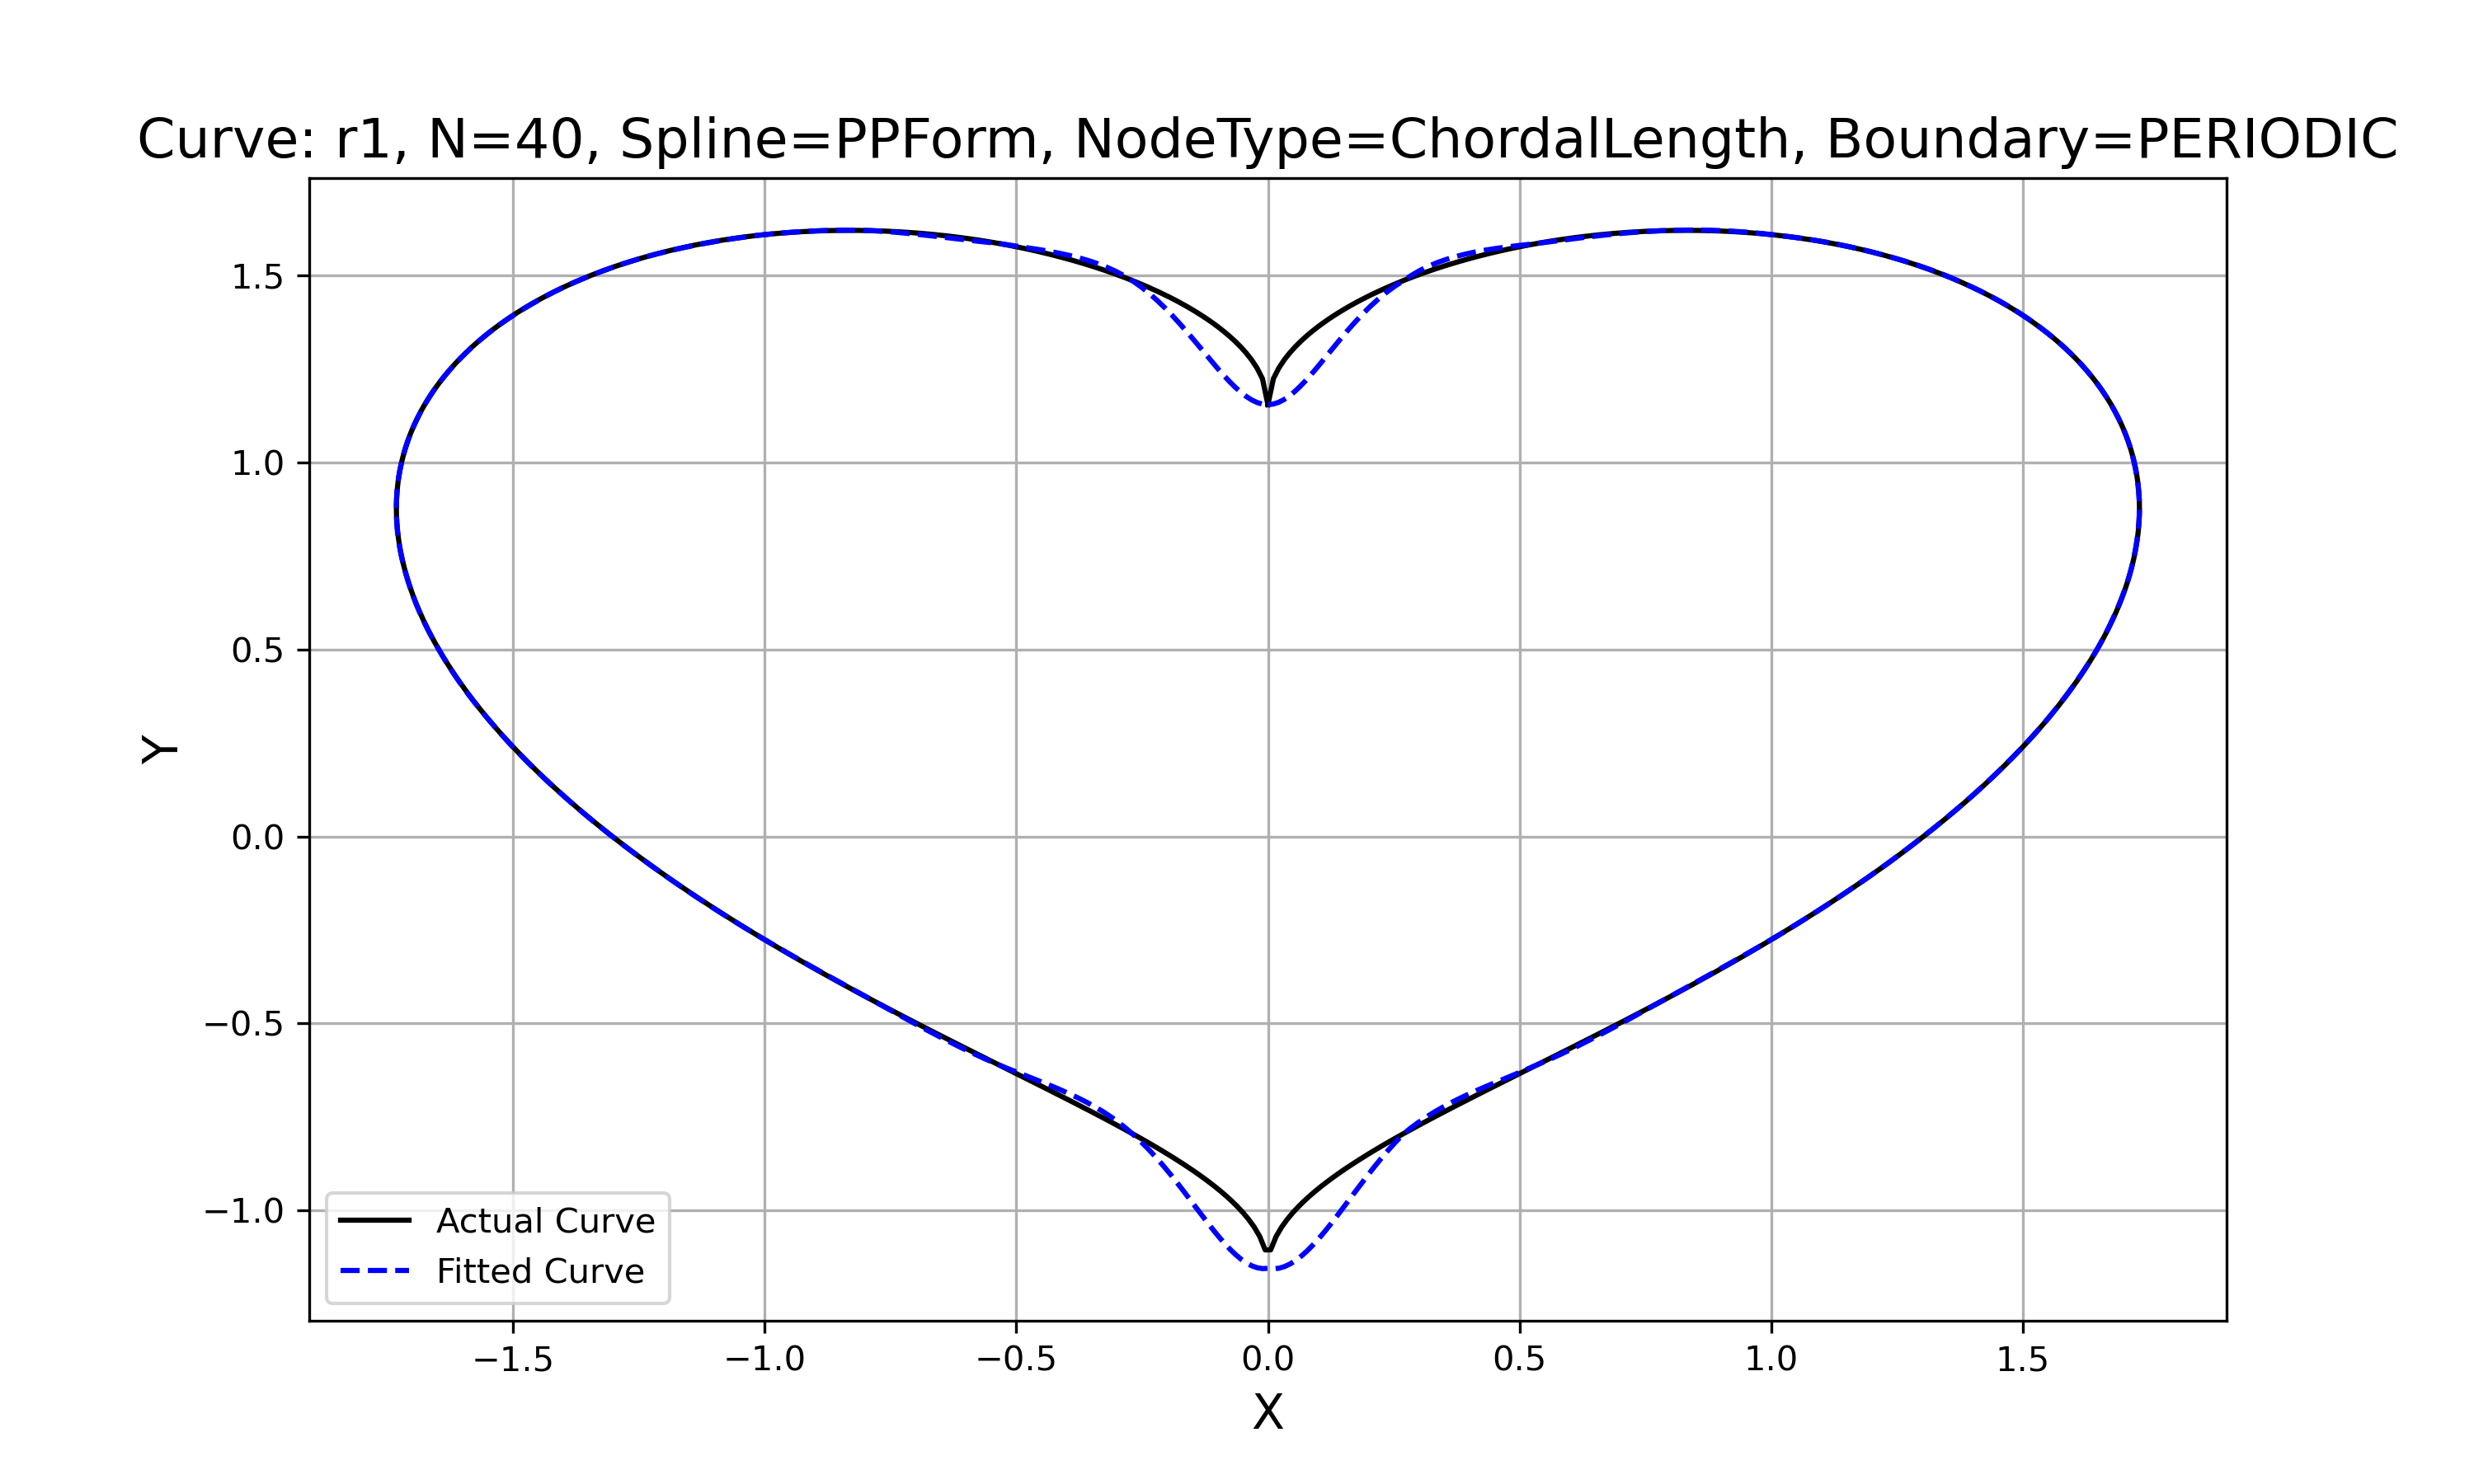 Curve: r1, N=40, Spline=PPForm, NodeType=ChordalLength, Boundary=PERIODIC
1.5
1.0
0.5
0.0
−0.5
−1.0
Y
Actual Curve
Fitted Curve
−1.5 −1.0 −0.5 0.0 0.5 1.0 1.5
X